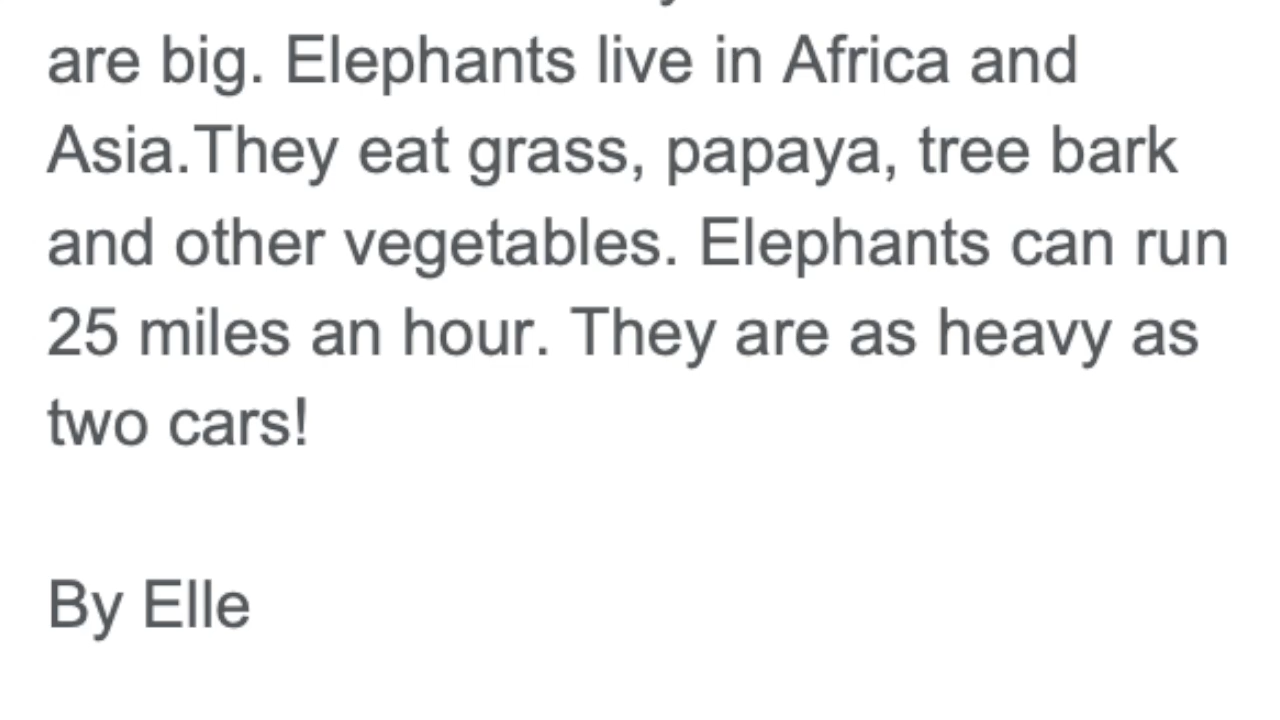 are big. Elephants live in Africa and
Asia.They eat grass, papaya, tree bark
and other vegetables. Elephants can run
25 miles an hour. They are as heavy as
two cars!
By Elle